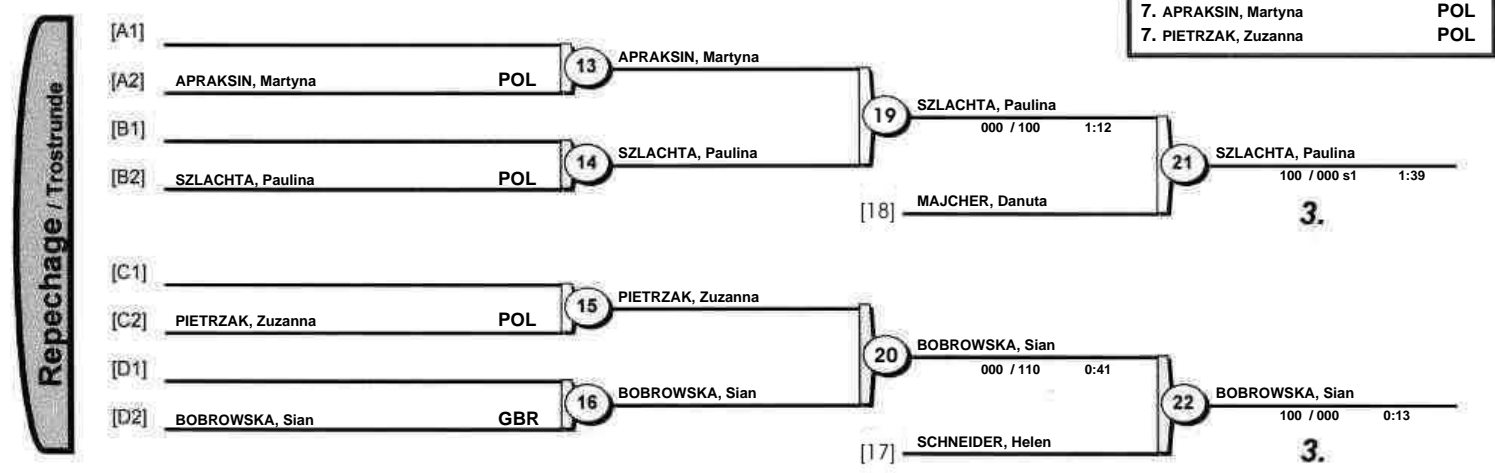 7. APRAKSIN, Martyna POL
7. PIETRZAK, Zuzanna POL
Repechage / Trostrunde
[A1]
[A2] APRAKSIN, Martyna POL
13 APRAKSIN, Martyna
[B1]
[B2] SZLACHTA, Paulina POL
14 SZLACHTA, Paulina
19 SZLACHTA, Paulina
000 / 100 1:12
[18] MAJCHER, Danuta
21 SZLACHTA, Paulina
100 / 000 s1 1:39
3.
[C1]
[C2] PIETRZAK, Zuzanna POL
15 PIETRZAK, Zuzanna
[D1]
[D2] BOBROWSKA, Sian GBR
16 BOBROWSKA, Sian
20 BOBROWSKA, Sian
000 / 110 0:41
[17] SCHNEIDER, Helen
22 BOBROWSKA, Sian
100 / 000 0:13
3.